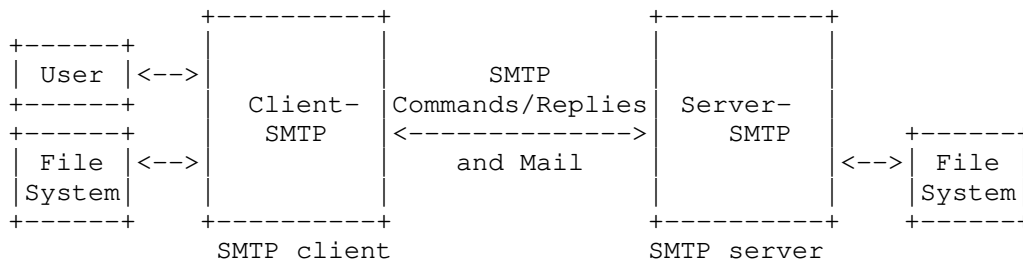 User
SMTP
Client-
Commands/Replies
Server-
SMTP
SMTP
File
and Mail
File
System
System
SMTP client
SMTP server